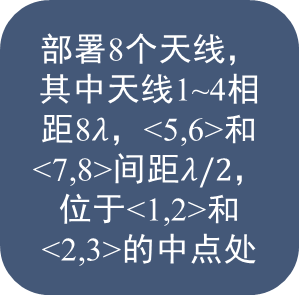 部署8个天线，
其中天线1~4相
距8λ，<5,6>和
<7,8>间距λ/2，
位于<1,2>和
<2,3>的中点处